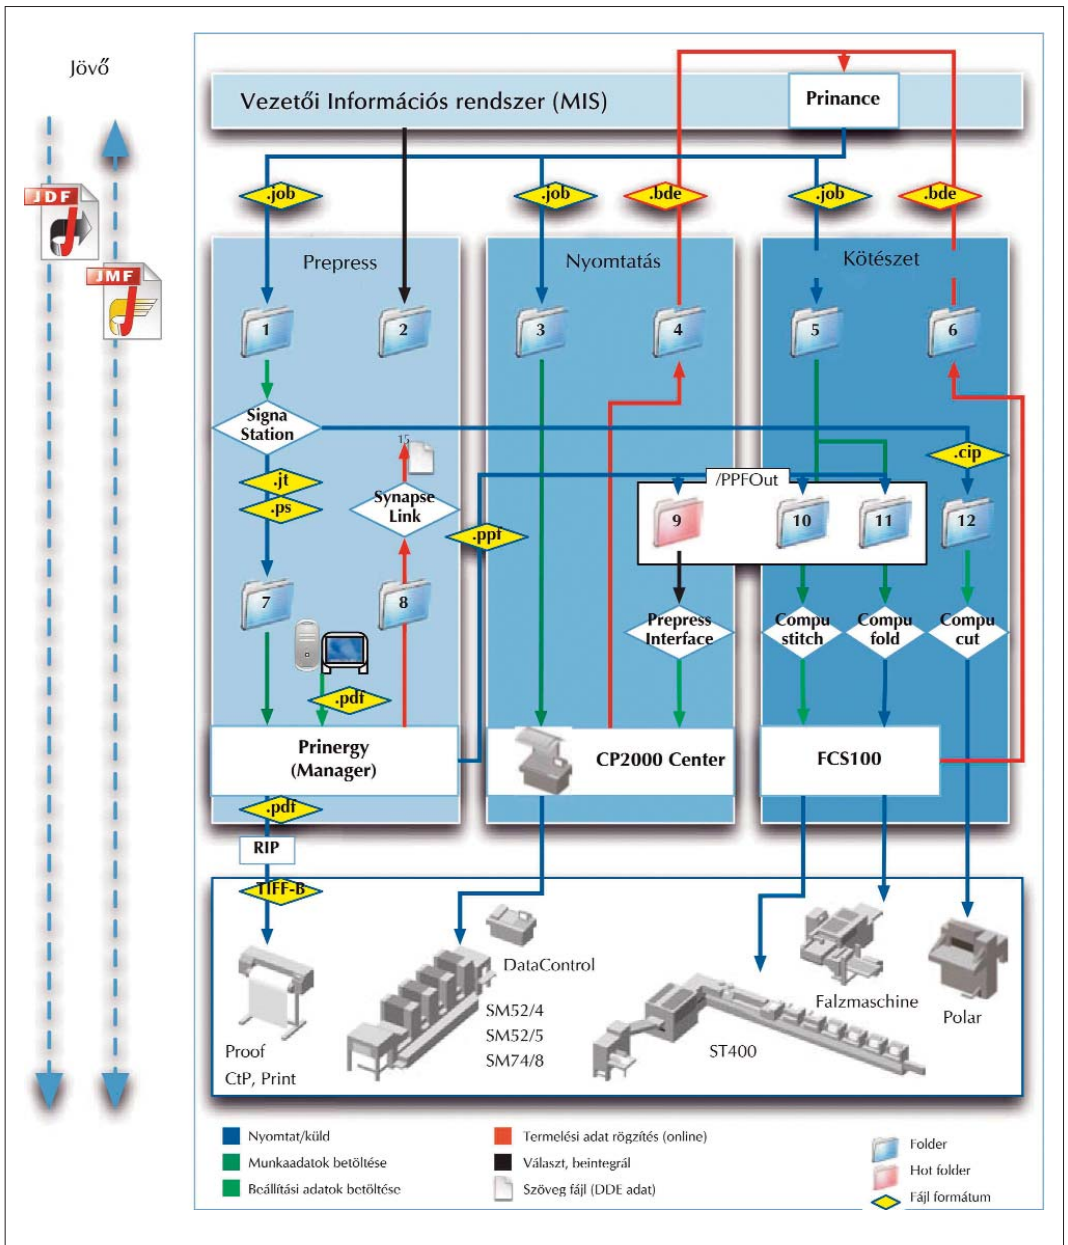 Jövő
Vezetői Információs rendszer (MIS)
Prinance
JDF
JMF
.job
.job
.bde
.job
.bde
Prepress
Nyomtatás
Kötészet
1
2
3
4
5
6
Signa
Station
15
.cip
/PPFOut
.jt
.ps
Synapse
Link
.ppf
9
10
11
12
7
8
Prepress
Interface
Compu
stitch
Compu
fold
Compu
cut
.pdf
Prinergy
(Manager)
CP2000 Center
FCS100
.pdf
RIP
TIFF-B
DataControl
SM52/4
SM52/5
SM74/8
Proof
CtP, Print
ST400
Falzmaschine
Polar
Nyomtat/küld
Munkaadatok betöltése
Beállítási adatok betöltése
Termelési adat rögzítés (online)
Választ, beintegrál
Szöveg fájl (DDE adat)
Folder
Hot folder
Fájl formátum